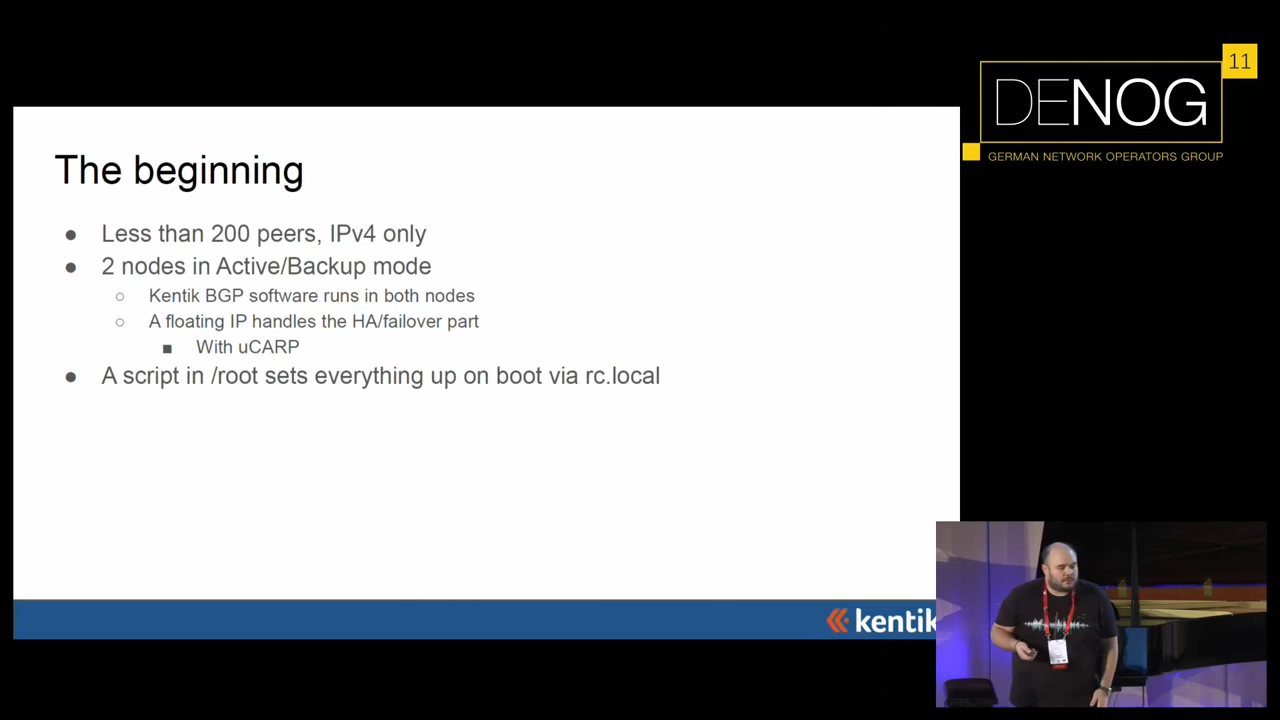 11
DENOG
GERMAN NETWORK OPERATORS GROUP
The beginning
● Less than 200 peers, IPv4 only
● 2 nodes in Active/Backup mode
○ Kentik BGP software runs in both nodes
○ A floating IP handles the HA/failover part
■ With uCARP
● A script in /root sets everything up on boot via rc.local
kentik